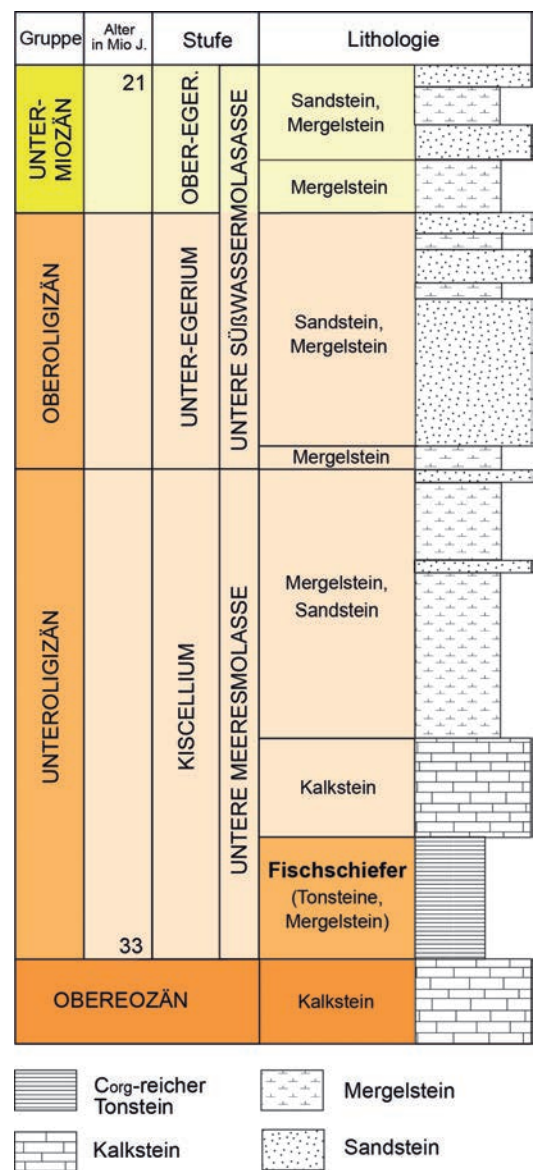 Gruppe
Alter
in Mio J.
Stufe
Lithologie
UNTER-
MIOZÄN
21
OBER-EGER.
UNTERE SÜßWASSERMOLASASSE
Sandstein,
Mergelstein
Mergelstein
OBEROLIGIZÄN
UNTER-EGERIUM
Sandstein,
Mergelstein
Mergelstein
UNTEROLIGIZÄN
33
KISCELLIUM
UNTERE MEERESMOLASSE
Mergelstein,
Sandstein
Kalkstein
Fischschiefer
(Tonsteine,
Mergelstein)
OBEREOZÄN
Kalkstein
Corg-reicher
Tonstein
Mergelstein
Kalkstein
Sandstein